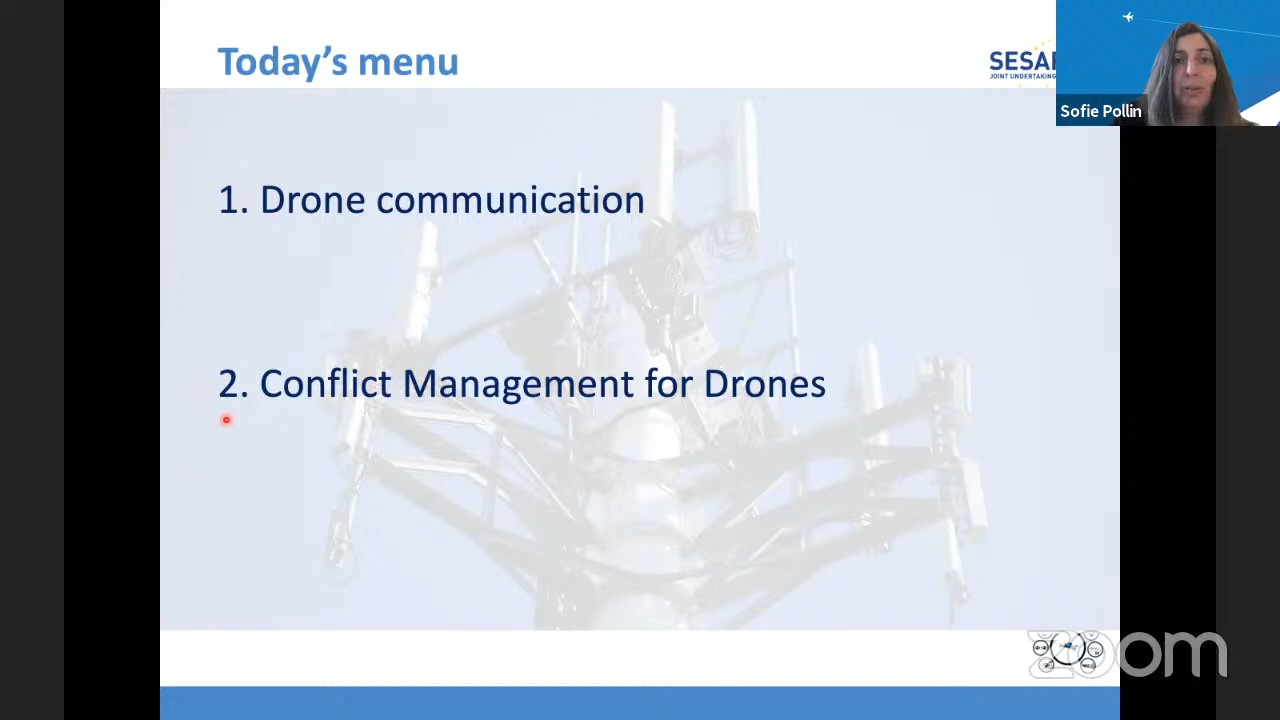 Today's menu
SESAR
JOINT UNDERTAKING
Sofie Pollin
1. Drone communication
2. Conflict Management for Drones
zoom